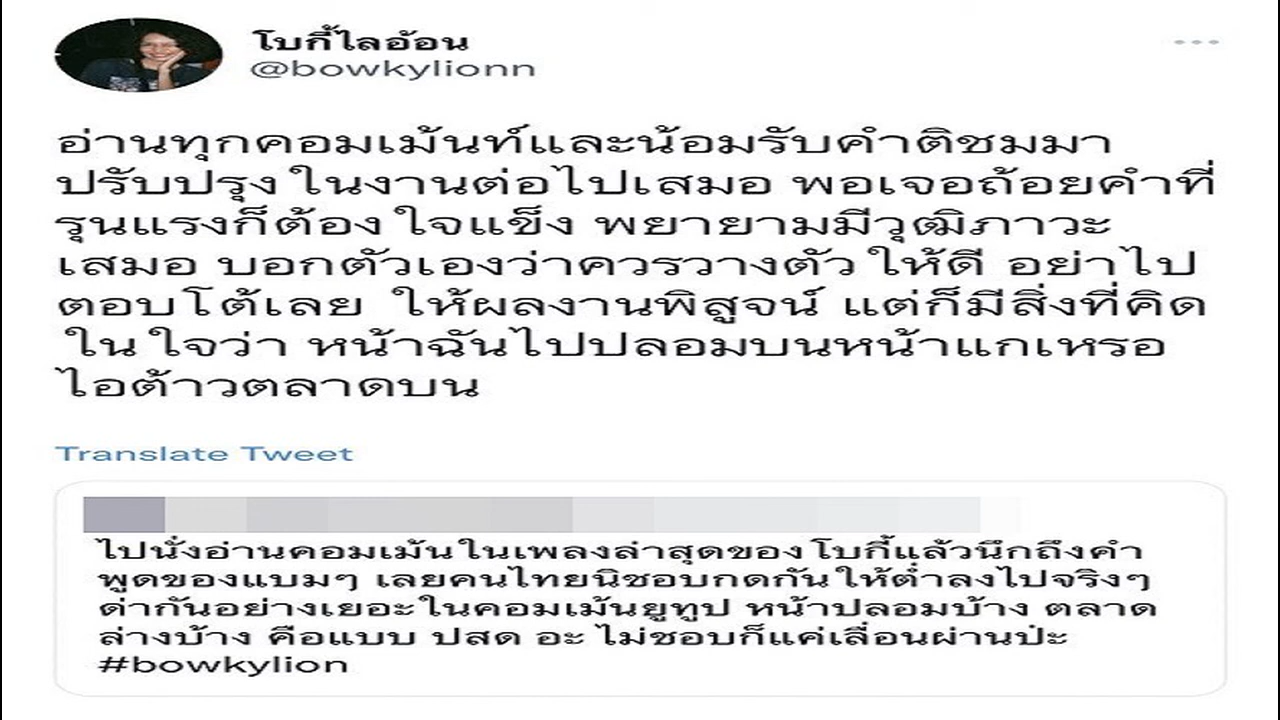 โบกี้ไลอ้อน
@bowkylionn
อ่านทุกคอมเม้นท์และน้อมรับคำติชมมา
ปรับปรุง ในงานต่อไปเสมอ พอเจอถ้อยคำที่
รุนแรงก็ต้อง ใจแข็ง พยายามมีวุฒิภาวะ
เสมอ บอกตัวเองว่าควรวางตัว ให้ดี อย่าไป
ตอบโต้เลย ให้ผลงานพิสูจน์ แต่ก็มีสิ่งที่คิด
ใน ใจว่า หน้าฉันไปปลอมบนหน้าแกเหรอ
ไอต้าวตลาดบน
Translate Tweet
ไปนั่งอ่านคอมเม้นในเพลงล่าสุดของ โบกี้แล้วนึกถึงคำ
พูดของแบมๆ เลยคนไทยนิชอบกดกันให้ต่ำลงไปจริงๆ
ด่ากันอย่างเยอะในคอมเม้นยูทูป หน้าปลอมบ้าง ตลาด
ล่างบ้าง คือแบบ ปสด อะ ไม่ชอบก็แค่เลื่อนผ่านป่ะ
#bowkylion